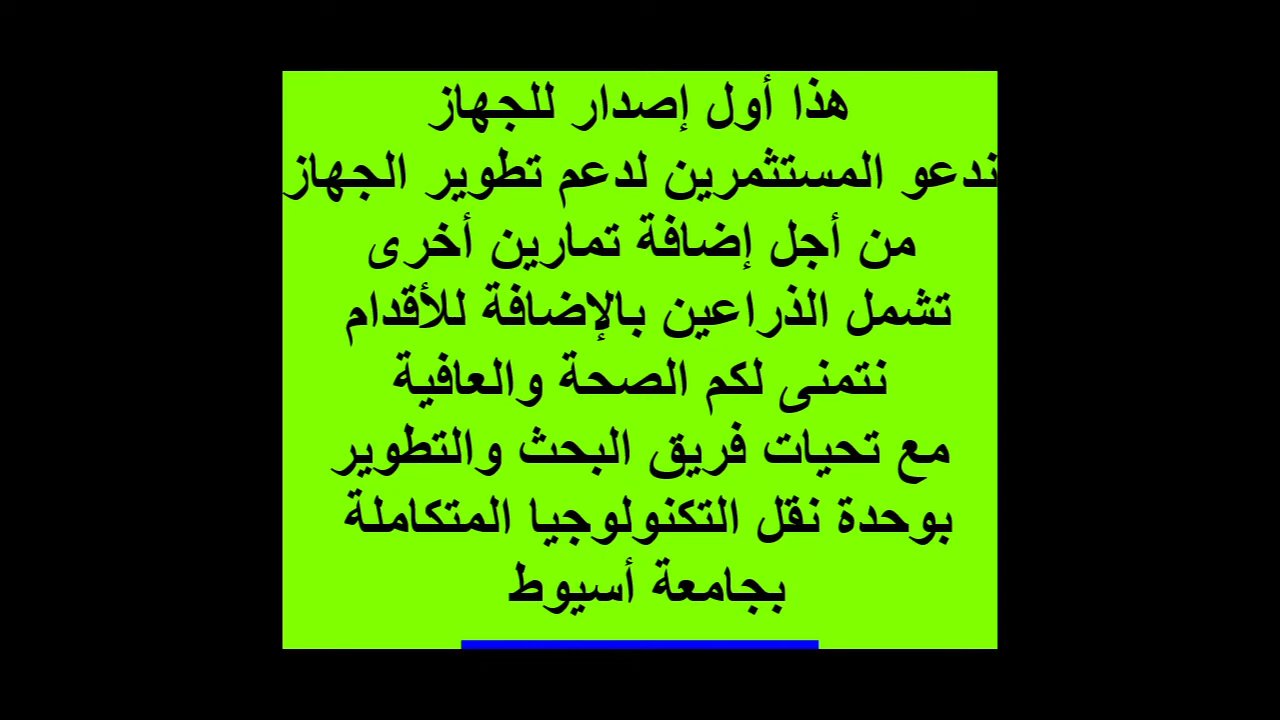 هذا أول إصدار للجهاز
ندعو المستثمرين لدعم تطوير الجهاز
من أجل إضافة تمارين أخرى
تشمل الذراعين بالإضافة للأقدام
نتمنى لكم الصحة والعافية
مع تحيات فريق البحث والتطوير
بوحدة نقل التكنولوجيا المتكاملة
بجامعة أسيوط